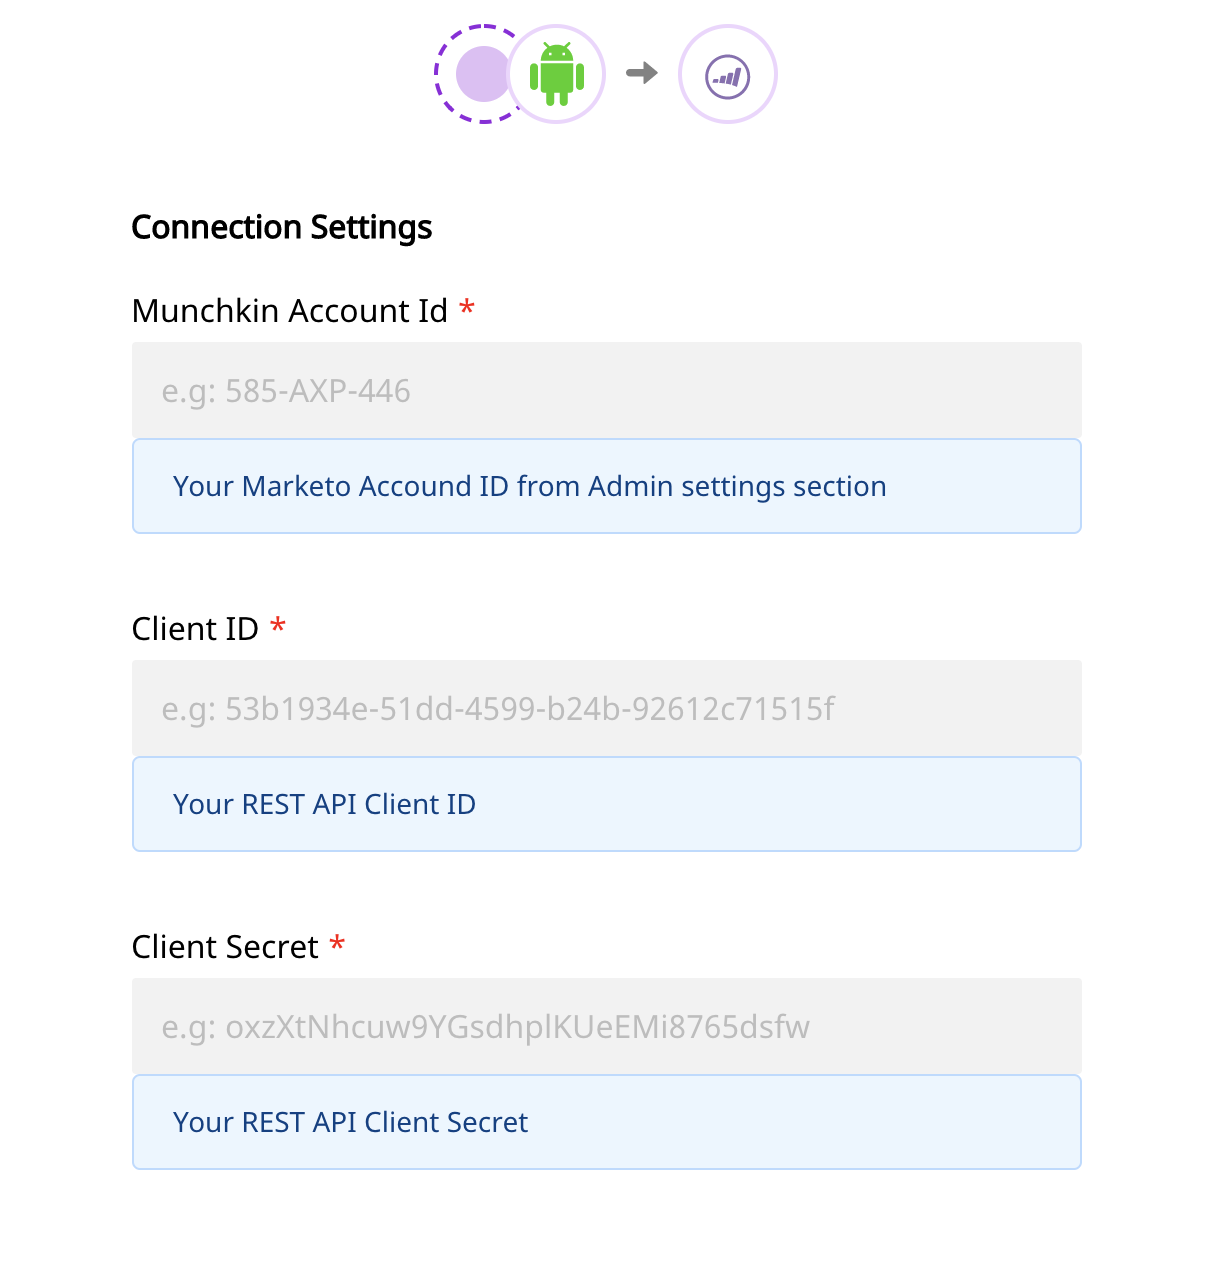 Connection Settings
Munchkin Account Id *
e.g: 585-AXP-446
Your Marketo Accound ID from Admin settings section
Client ID *
e.g: 53b1934e-51dd-4599-b24b-92612c71515f
Your REST API Client ID
Client Secret *
e.g: oxzXtNhcuw9YGsdhplKUeEMi8765dsfw
Your REST API Client Secret